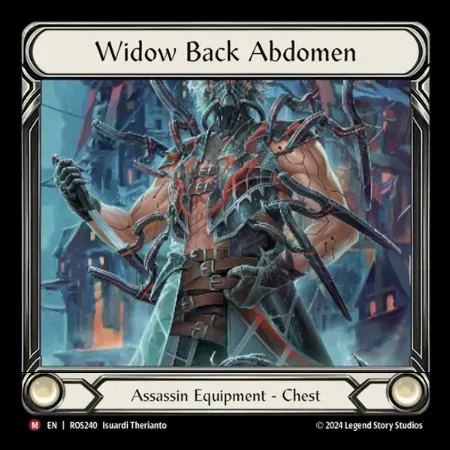 Widow Back Abdomen
Assassin Equipment - Chest
M EN | ROS240 Isuardi Therianto © 2024 Legend Story Studios